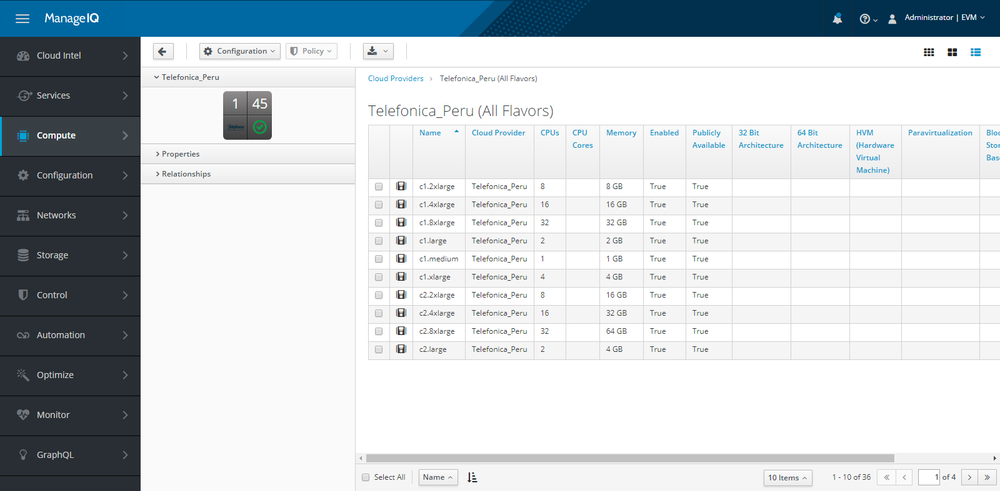 ManageIQ
Administrator | EVM
Cloud Intel
Services
Compute
Configuration
Networks
Storage
Control
Automation
Optimize
Monitor
GraphQL
Configuration
Policy
Telefonica_Peru
1 45
Telefónica
Properties
Relationships
Cloud Providers > Telefonica_Peru (All Flavors)
Telefonica_Peru (All Flavors)
Name Cloud Provider CPUs CPU Cores Memory Enabled Publicly Available 32 Bit Architecture 64 Bit Architecture HVM (Hardware Virtual Machine) Paravirtualization Bloc Stor Base
c1.2xlarge Telefonica_Peru 8 8 GB True True
c1.4xlarge Telefonica_Peru 16 16 GB True True
c1.8xlarge Telefonica_Peru 32 32 GB True True
c1.large Telefonica_Peru 2 2 GB True True
c1.medium Telefonica_Peru 1 1 GB True True
c1.xlarge Telefonica_Peru 4 4 GB True True
c2.2xlarge Telefonica_Peru 8 16 GB True True
c2.4xlarge Telefonica_Peru 16 32 GB True True
c2.8xlarge Telefonica_Peru 32 64 GB True True
c2.large Telefonica_Peru 2 4 GB True True
Select All Name 10 Items 1 - 10 of 36 « < 1 of 4 > »